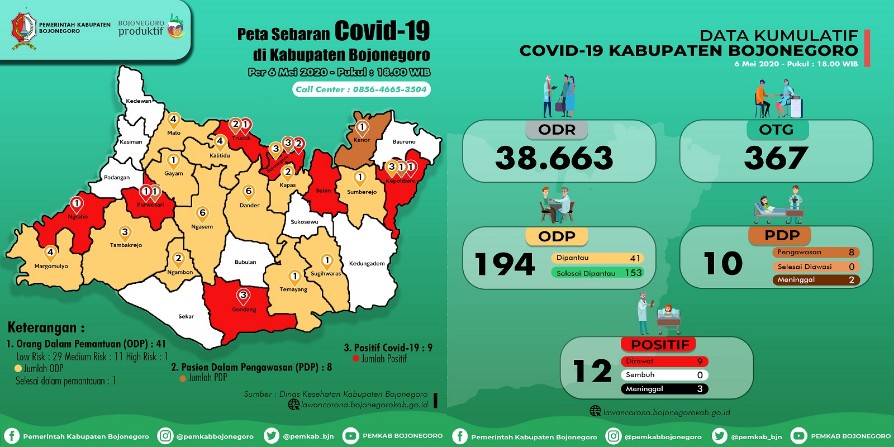 PEMERINTAH KABUPATEN
BOJONEGORO
BOJONEGORO
produktif
Peta Sebaran Covid-19
di Kabupaten Bojonegoro
Per 6 Mei 2020 - Pukul : 18.00 WIB
Call Center : 0856-4665-3504
Kedewan
Kasiman
Padangan
4
Malo
2 1
Trucuk
4
Kalitidu
1
Gayam
3 3 2
1
Kanor
Baureno
3 1 1
2
Kapas
Balen
1
Sumberejo
1
Ngraho
1 1
Purwosari
6
Ngasem
6
Dander
Sukosewu
4
Margomulyo
3
Tambakrejo
2
Ngambon
Bubulan
1
Temayang
1
Sugihwaras
Kedungadem
Sekar
3
Gondang
Keterangan :
1. Orang Dalam Pemantuan (ODP) : 41
Low Risk : 29 Medium Risk : 11 High Risk : 1
Jumlah ODP
Selesai dalam pemantauan : 1
2. Pasien Dalam Pengawasan (PDP) : 8
Jumlah PDP
3. Positif Covid-19 : 9
Jumlah Positif
Sumber : Dinas Kesehatan Kabupaten Bojonegoro
lawancorona.bojonegorokab.go.id
Pemerintah Kabupaten Bojonegoro
@pemkabbojonegoro
@pemkab_bjn
PEMKAB BOJONEGORO
DATA KUMULATIF
COVID-19 KABUPATEN BOJONEGORO
6 Mei 2020 - Pukul : 18.00 WIB
ODR
38.663
OTG
367
ODP
194
Dipantau 41
Selesai Dipantau 153
PDP
10
Pengawasan 8
Selesai Diawasi 0
Meninggal 2
POSITIF
12
Dirawat 9
Sembuh 0
Meninggal 3
lawancorona.bojonegorokab.go.id
Pemerintah Kabupaten Bojonegoro
@pemkabbojonegoro
@pemkab_bjn
PEMKAB BOJONEGORO